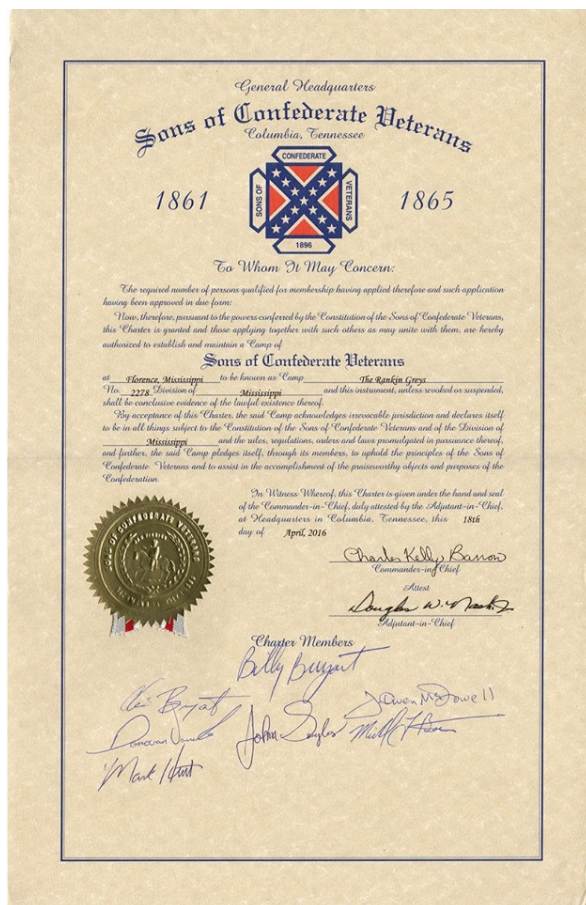 General Headquarters
Sons of Confederate Veterans
Columbia, Tennessee
CONFEDERATE
SONS OF
VETERANS
1896
1861
1865
To Whom It May Concern:
The required number of persons qualified for membership having applied therefore and such application
having been approved in due form:
Now, therefore, pursuant to the powers conferred by the Constitution of the Sons of Confederate Veterans,
this Charter is granted and those applying together with such others as may unite with them, are hereby
authorized to establish and maintain a Camp of
Sons of Confederate Veterans
at Florence, Mississippi to be known as Camp The Rankin Greys
No. 2278 Division of Mississippi and this instrument, unless revoked or suspended,
shall be conclusive evidence of the lawful existence thereof.
By acceptance of this Charter, the said Camp acknowledges irrevocable jurisdiction and declares itself
to be in all things subject to the Constitution of the Sons of Confederate Veterans and of the Division of
Mississippi and the rules, regulations, orders and laws promulgated in pursuance thereof,
and further, the said Camp pledges itself, through its members, to uphold the principles of the Sons of
Confederate Veterans and to assist in the accomplishment of the praiseworthy objects and purposes of the
Confederation.
In Witness Whereof, this Charter is given under the hand and seal
of the Commander-in-Chief, duly attested by the Adjutant-in-Chief,
at Headquarters in Columbia, Tennessee, this 18th
day of April, 2016
Charles Kelly Barrow
Commander-in-Chief
Attest
Douglas W.
Adjutant-in-Chief
SONS OF CONFEDERATE VETERANS
Charter Members
Billy
J. Owen McDowell
Donovan
John
Mark